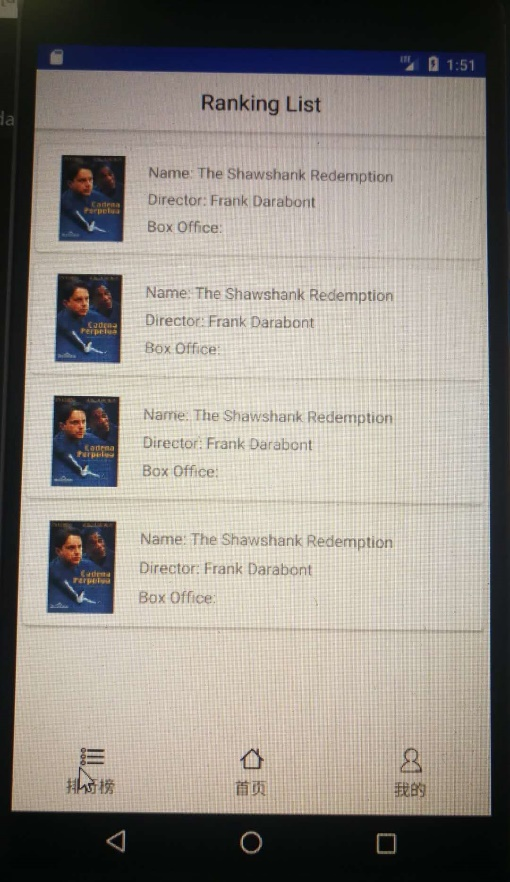 da
1:51
Ranking List
Name: The Shawshank Redemption
Director: Frank Darabont
Cadena
Perpetua
Box Office:
Name: The Shawshank Redemption
Director: Frank Darabont
Cadena
Perpetua
Box Office:
Name: The Shawshank Redemption
Director: Frank Darabont
Cadena
Perpetua
Box Office:
Name: The Shawshank Redemption
Director: Frank Darabont
Cadena
Perpetua
Box Office:
排行榜 首页 我的